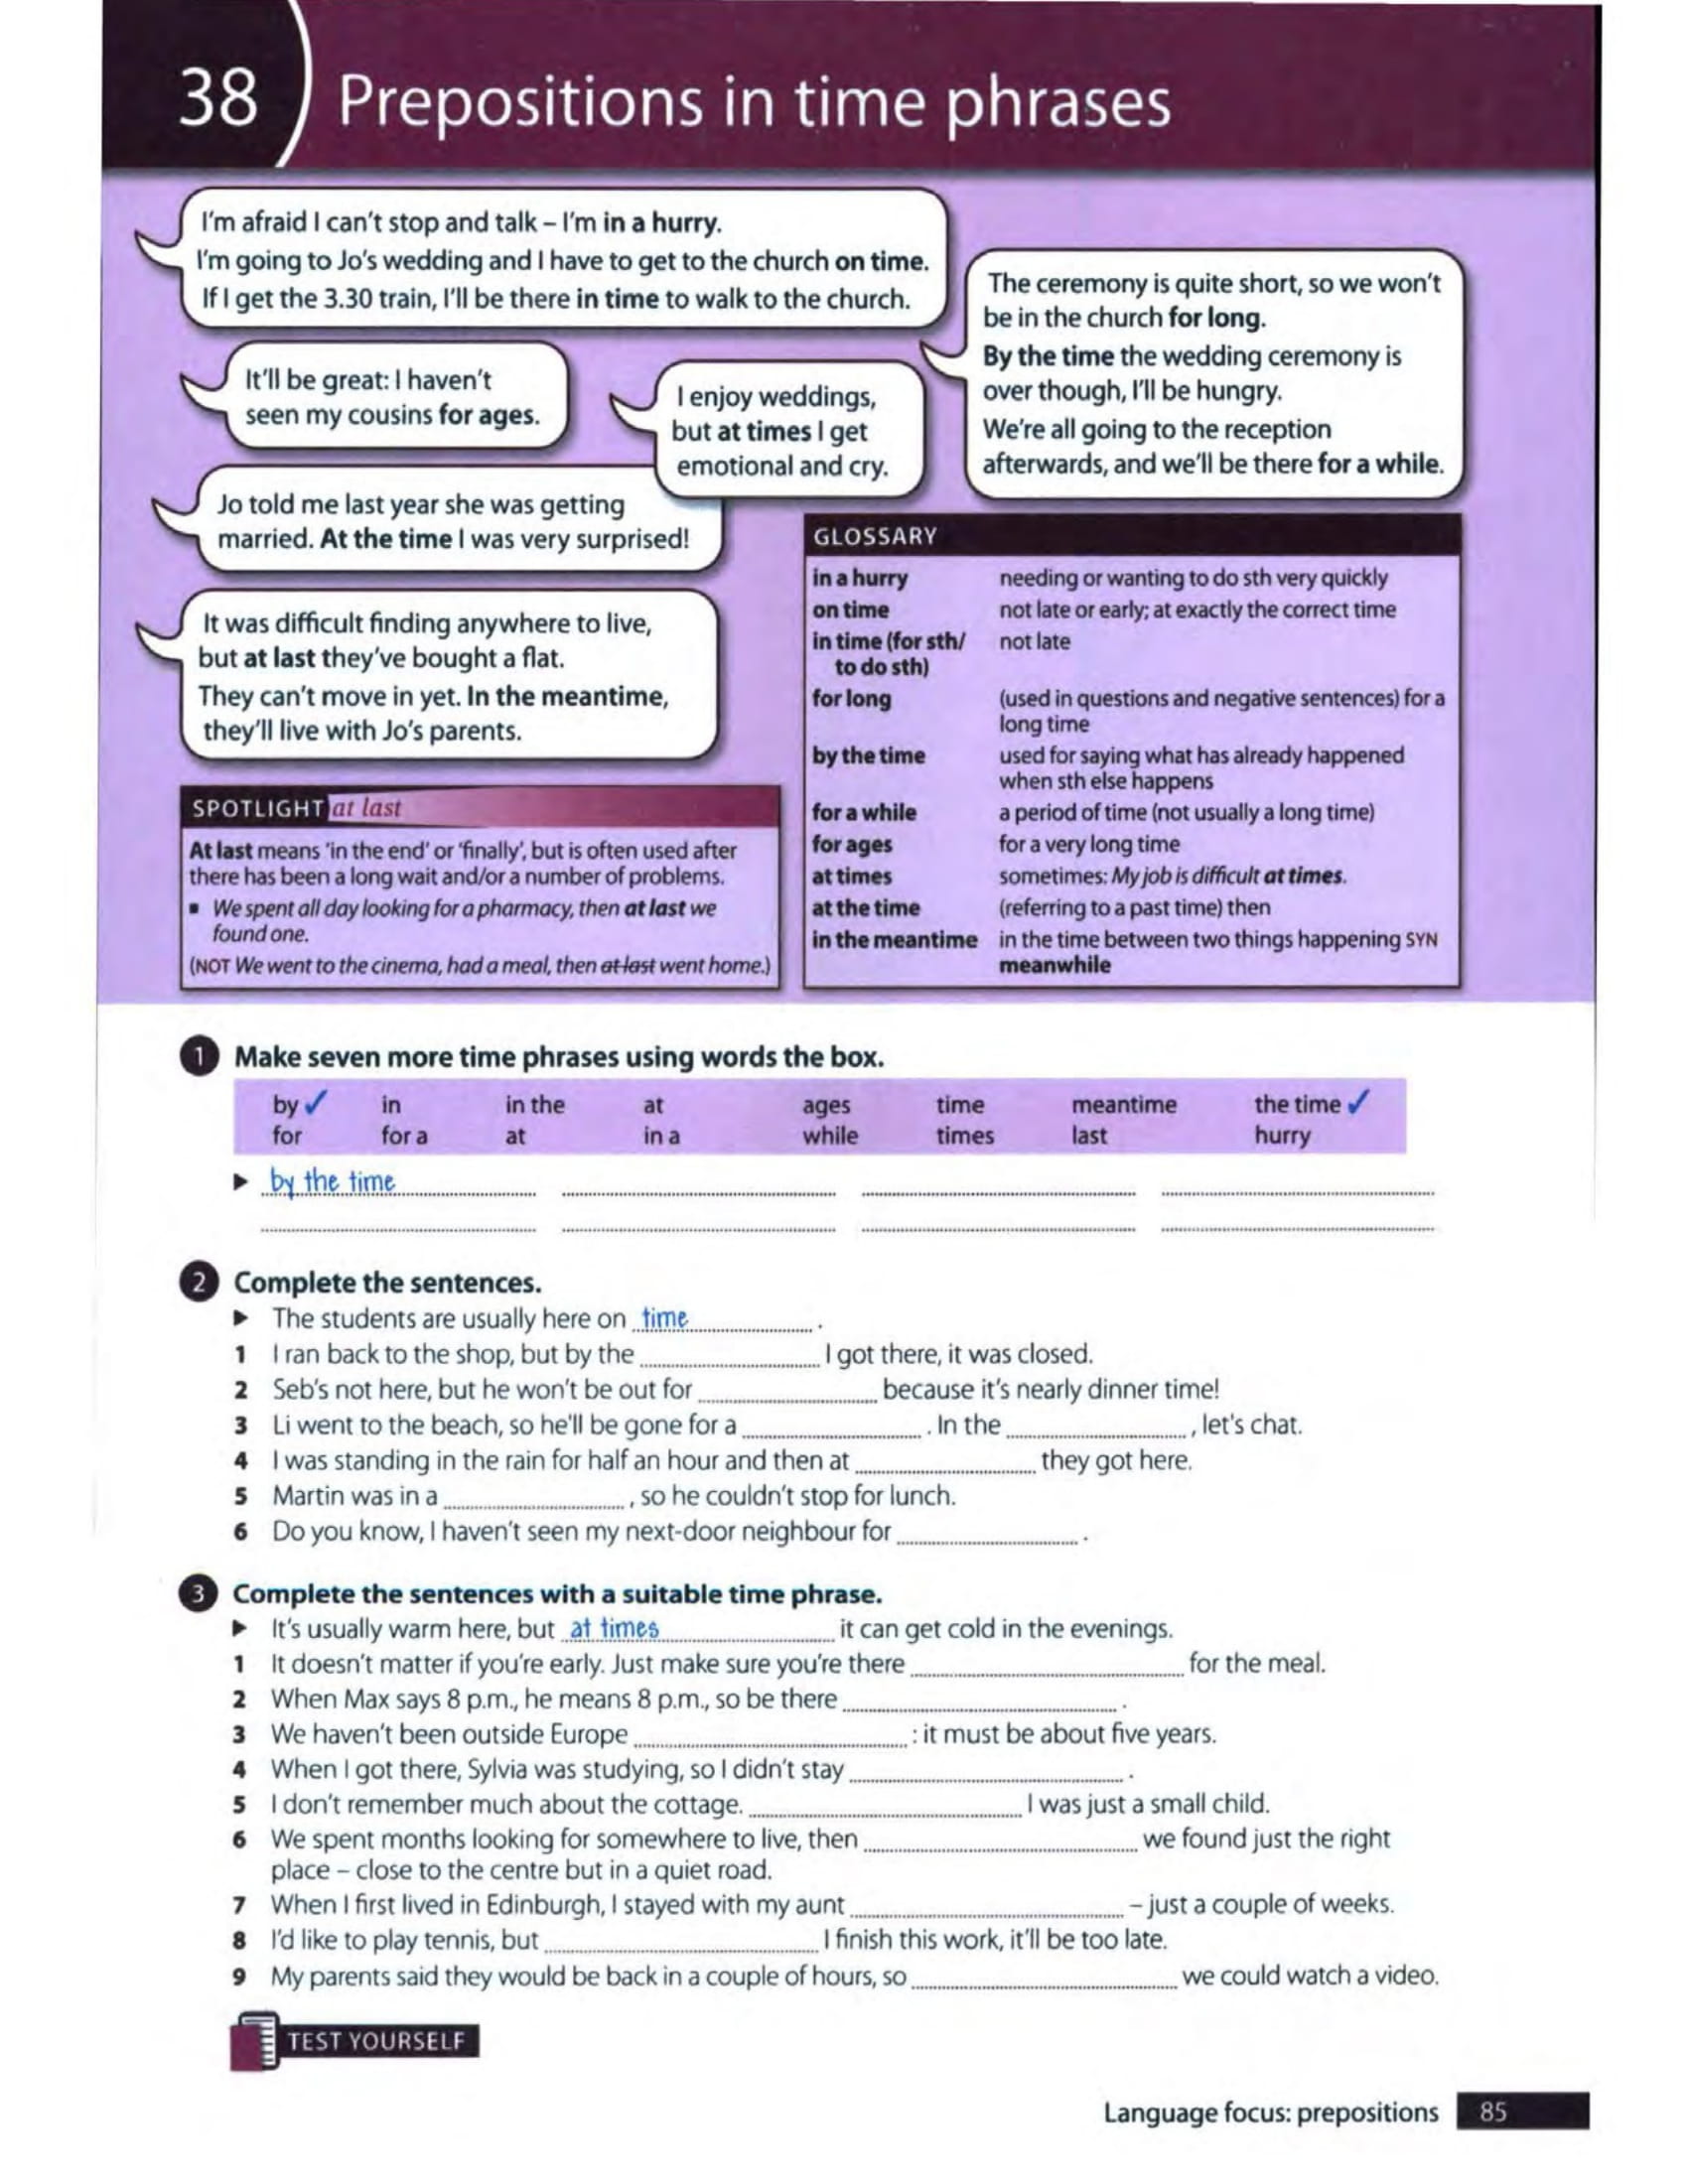 38
Prepositions in time phrases
I'm afraid I can't stop and talk – I'm in a hurry.
I'm going to Jo's wedding and I have to get to the church on time.
If I get the 3.30 train, I'll be there in time to walk to the church.
The ceremony is quite short, so we won't
be in the church for long.
By the time the wedding ceremony is
over though, I'll be hungry.
We're all going to the reception
afterwards, and we'll be there for a while.
It'll be great: I haven't
seen my cousins for ages.
I enjoy weddings,
but at times I get
emotional and cry.
Jo told me last year she was getting
married. At the time I was very surprised!
It was difficult finding anywhere to live,
but at last they've bought a flat.
They can't move in yet. In the meantime,
they'll live with Jo's parents.
SPOTLIGHT at last
At last means 'in the end' or 'finally', but is often used after
there has been a long wait and/or a number of problems.
▪ We spent all day looking for a pharmacy, then at last we
found one.
(NOT We went to the cinema, had a meal, then at last went home.)
GLOSSARY
in a hurry needing or wanting to do sth very quickly
on time not late or early; at exactly the correct time
in time (for sth/ not late
to do sth)
for long (used in questions and negative sentences) for a
long time
by the time used for saying what has already happened
when sth else happens
for a while a period of time (not usually a long time)
for ages for a very long time
at times sometimes: My job is difficult at times.
at the time (referring to a past time) then
in the meantime in the time between two things happening SYN
meanwhile
1 Make seven more time phrases using words the box.
by ✓ in in the at ages time meantime the time ✓
for for a at in a while times last hurry
► by the time
2 Complete the sentences.
► The students are usually here on time .
1 I ran back to the shop, but by the ........ I got there, it was closed.
2 Seb's not here, but he won't be out for ........ because it's nearly dinner time!
3 Li went to the beach, so he'll be gone for a ........ . In the ........ , let's chat.
4 I was standing in the rain for half an hour and then at ........ they got here.
5 Martin was in a ........ , so he couldn't stop for lunch.
6 Do you know, I haven't seen my next-door neighbour for ........ .
3 Complete the sentences with a suitable time phrase.
► It's usually warm here, but at times ........ it can get cold in the evenings.
1 It doesn't matter if you're early. Just make sure you're there ........ for the meal.
2 When Max says 8 p.m., he means 8 p.m., so be there ........ .
3 We haven't been outside Europe ........ : it must be about five years.
4 When I got there, Sylvia was studying, so I didn't stay ........ .
5 I don't remember much about the cottage. ........ I was just a small child.
6 We spent months looking for somewhere to live, then ........ we found just the right
place – close to the centre but in a quiet road.
7 When I first lived in Edinburgh, I stayed with my aunt ........ – just a couple of weeks.
8 I'd like to play tennis, but ........ I finish this work, it'll be too late.
9 My parents said they would be back in a couple of hours, so ........ we could watch a video.
TEST YOURSELF
Language focus: prepositions 85